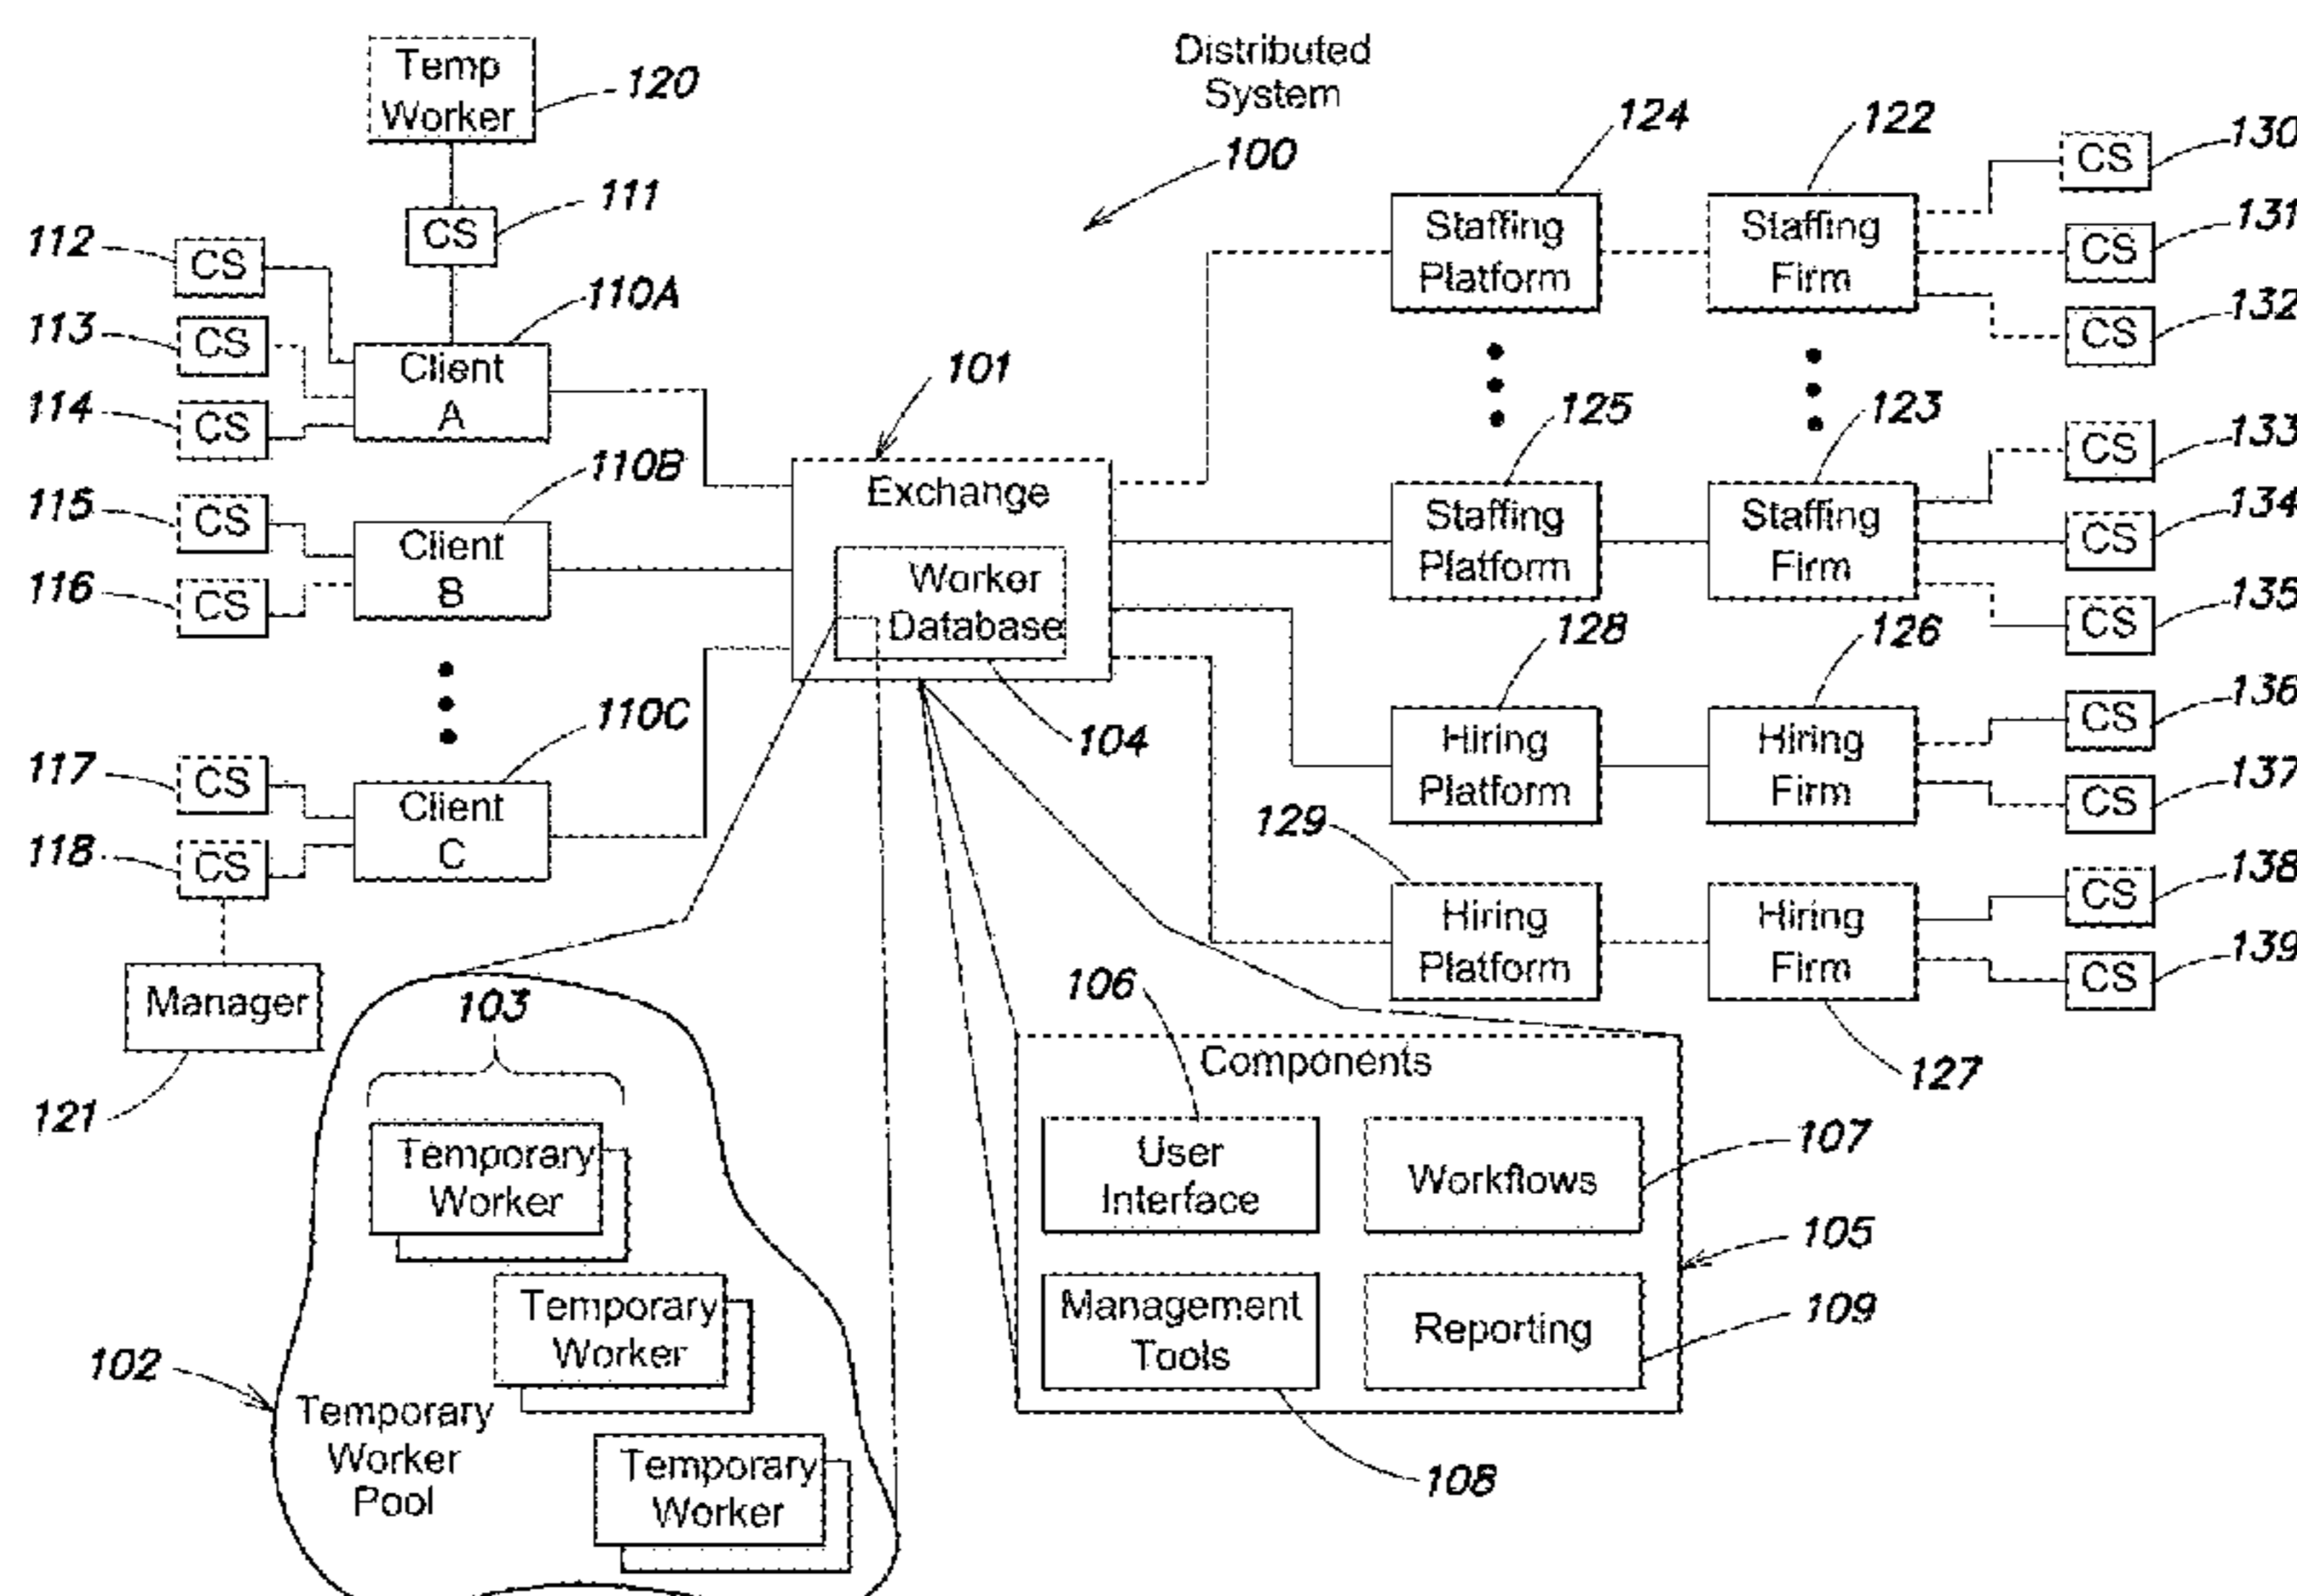 Distributed
System
100
Temp
Worker
120
CS
111
112
CS
113
CS
114
CS
110A
Client
A
115
CS
116
CS
110B
Client
B
117
CS
118
CS
110C
Client
C
Manager
121
101
Exchange
Worker
Database
104
124
Staffing
Platform
122
Staffing
Firm
CS
130
CS
131
CS
132
125
Staffing
Platform
123
Staffing
Firm
CS
133
CS
134
CS
135
128
Hiring
Platform
126
Hiring
Firm
CS
136
CS
137
129
Hiring
Platform
Hiring
Firm
127
CS
138
CS
139
103
Temporary
Worker
Temporary
Worker
Temporary
Worker
102
Temporary
Worker
Pool
Components
106
User
Interface
Workflows
107
105
Management
Tools
108
Reporting
109